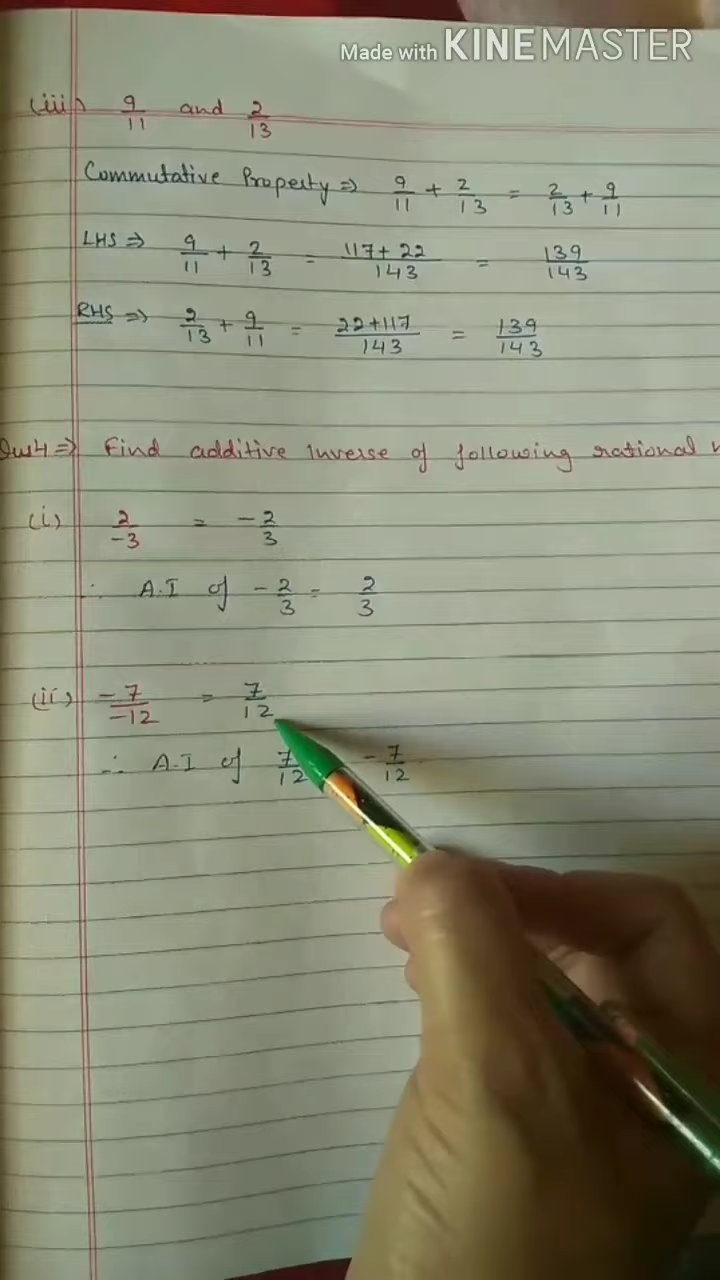 Made with KINEMASTER
(iii) 9/11 and 2/13
Commutative Property ⇒ 9/11 + 2/13 = 2/13 + 9/11
LHS ⇒ 9/11 + 2/13 = 117+22/143 = 139/143
RHS ⇒ 2/13 + 9/11 = 22+117/143 = 139/143
Find additive inverse of following rational
(i) 2/-3 = -2/3
∴ A.I of -2/3 = 2/3
(ii) -7/-12 = 7/12
∴ A.I of 7/12 -7/12